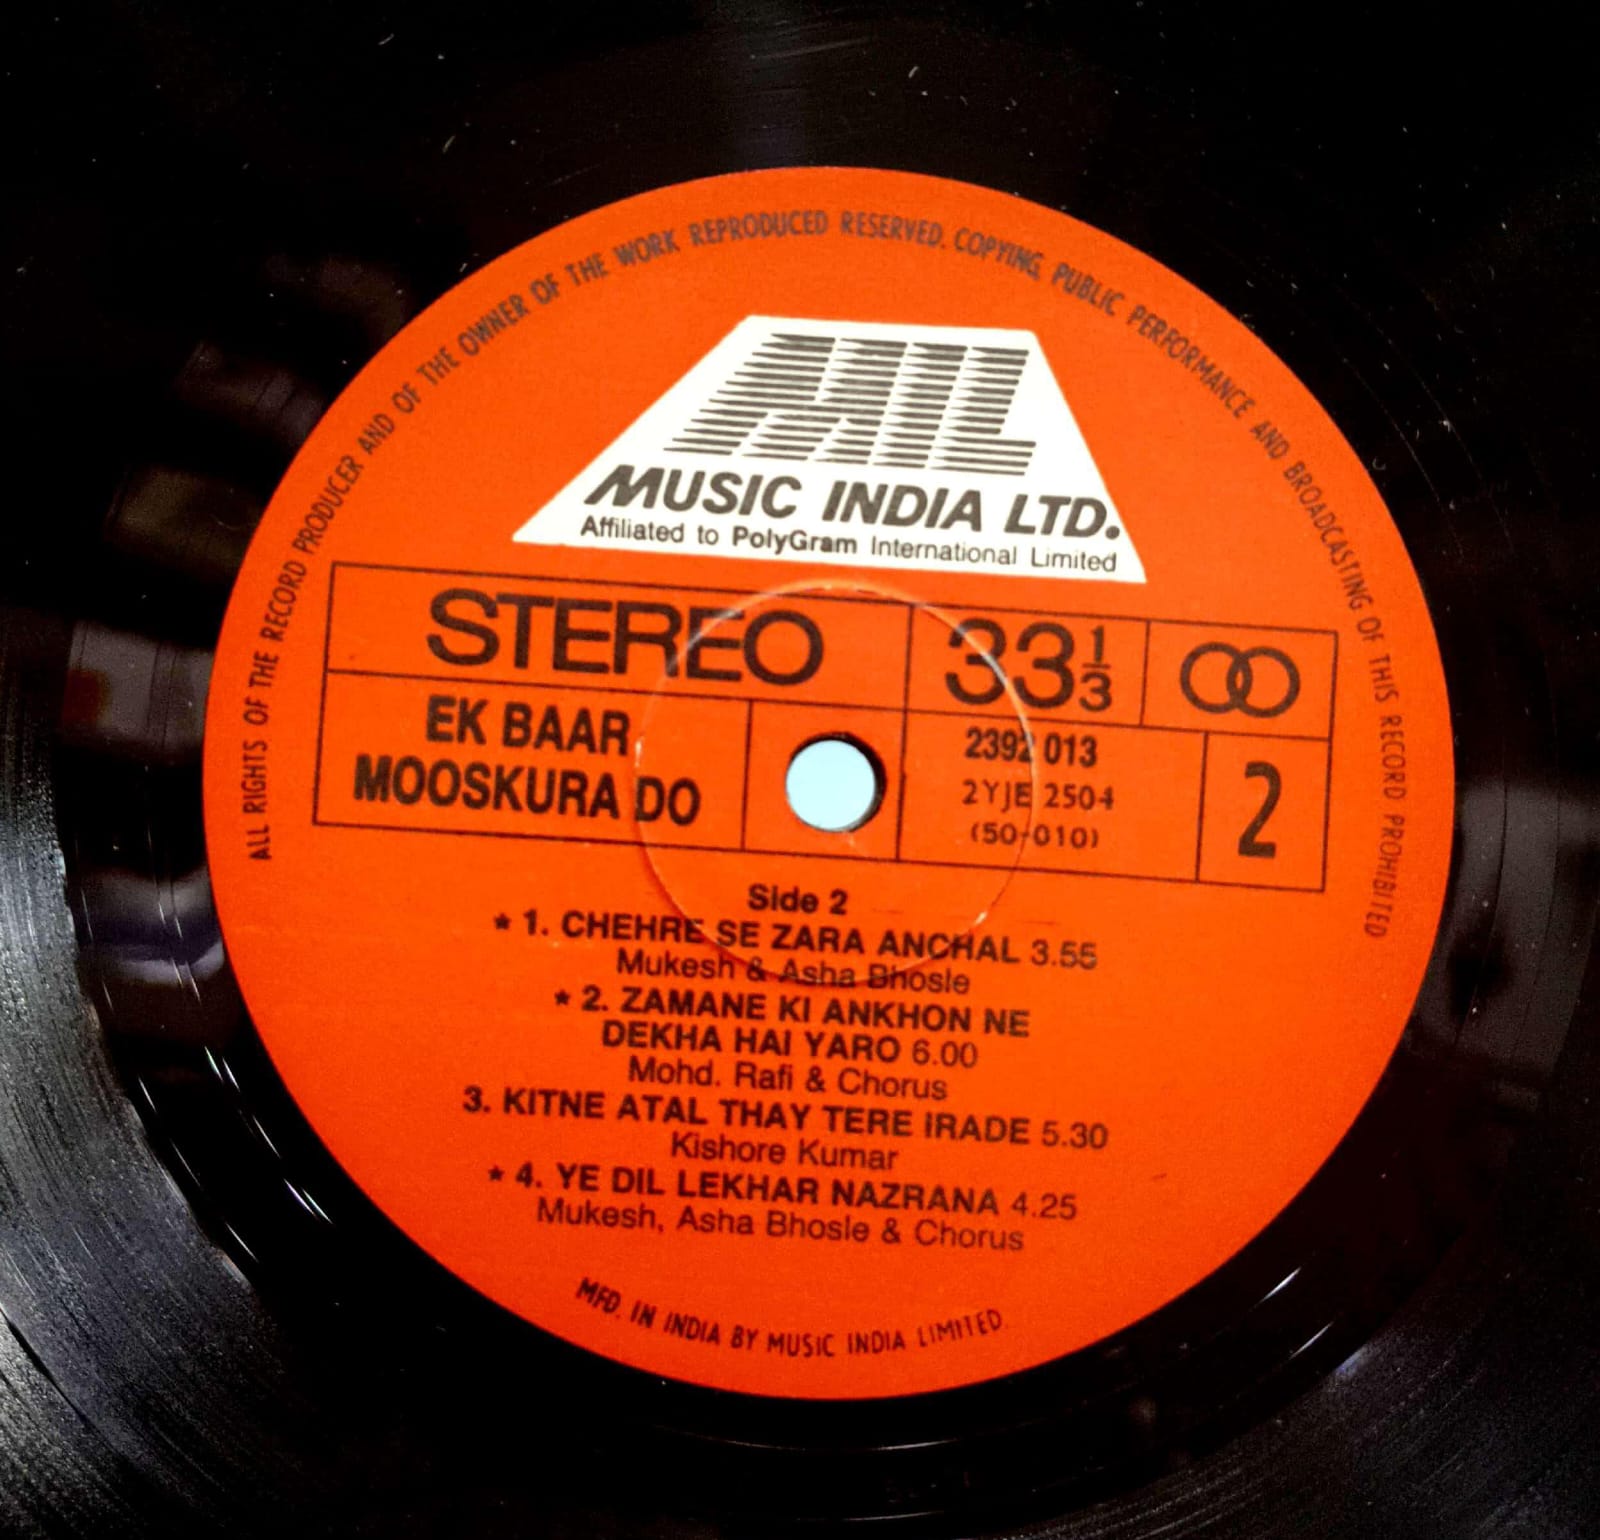 ALL RIGHTS OF THE RECORD PRODUCER AND OF THE OWNER OF THE WORK REPRODUCED RESERVED. COPYING, PUBLIC PERFORMANCE AND BROADCASTING OF THIS RECORD PROHIBITED
MIL
MUSIC INDIA LTD.
Affiliated to PolyGram International Limited
STEREO
33 1/3
EK BAAR
MOOSKURA DO
2392 013
2YJE 2504
(50-010)
2
Side 2
* 1. CHEHRE SE ZARA ANCHAL 3.55
Mukesh & Asha Bhosle
* 2. ZAMANE KI ANKHON NE
DEKHA HAI YARO 6.00
Mohd. Rafi & Chorus
3. KITNE ATAL THAY TERE IRADE 5.30
Kishore Kumar
* 4. YE DIL LEKHAR NAZRANA 4.25
Mukesh, Asha Bhosle & Chorus
MFD. IN INDIA BY MUSIC INDIA LIMITED